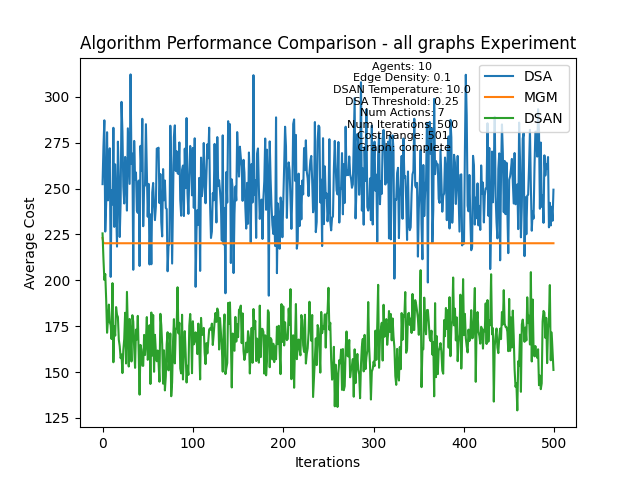 Algorithm Performance Comparison - all graphs Experiment
Agents: 10
Edge Density: 0.1
DSAN Temperature: 10.0
DSA Threshold: 0.25
Num Actions: 7
Num Iterations: 500
Cost Range: 501
Graph: complete
DSA
MGM
DSAN
Average Cost
300
275
250
225
200
175
150
125
0
100
200
300
400
500
Iterations